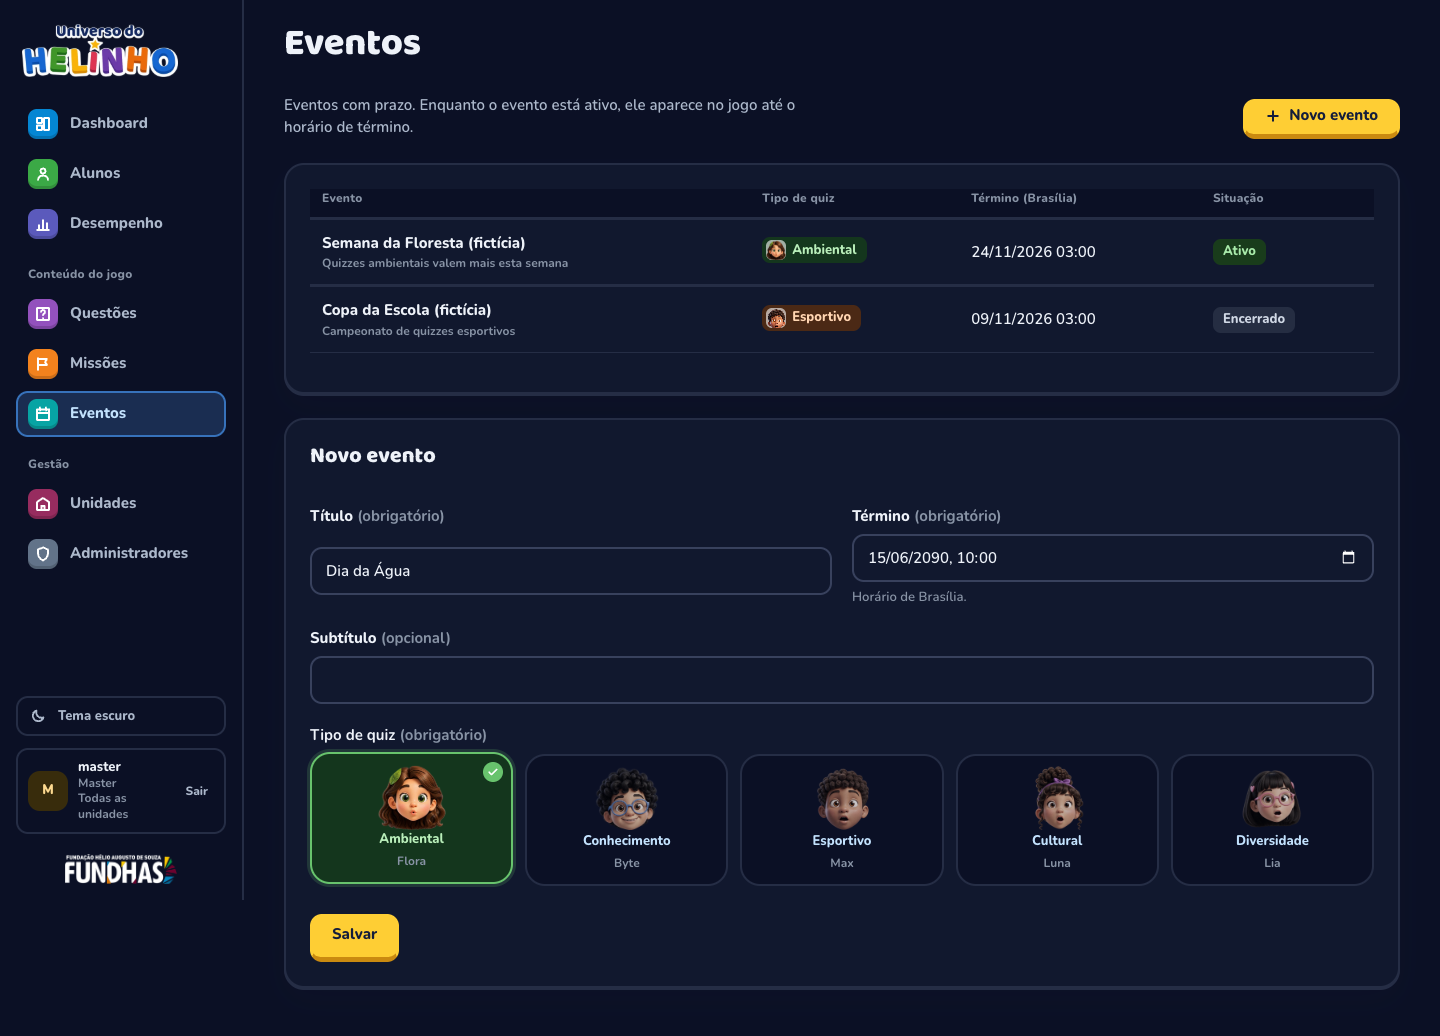 Universo do
HELINHO
Dashboard
Alunos
Desempenho
Conteúdo do jogo
Questões
Missões
Eventos
Gestão
Unidades
Administradores
Tema escuro
M
master
Master
Todas as
unidades
Sair
FUNDAÇÃO HÉLIO AUGUSTO DE SOUZA
FUNDHAS
Eventos
Eventos com prazo. Enquanto o evento está ativo, ele aparece no jogo até o
horário de término.
Novo evento
Evento Tipo de quiz Término (Brasília) Situação
Semana da Floresta (fictícia)
Quizzes ambientais valem mais esta semana
Ambiental
24/11/2026 03:00
Ativo
Copa da Escola (fictícia)
Campeonato de quizzes esportivos
Esportivo
09/11/2026 03:00
Encerrado
Novo evento
Título (obrigatório)
Dia da Água
Término (obrigatório)
15/06/2090, 10:00
Horário de Brasília.
Subtítulo (opcional)
Tipo de quiz (obrigatório)
Ambiental
Flora
Conhecimento
Byte
Esportivo
Max
Cultural
Luna
Diversidade
Lia
Salvar